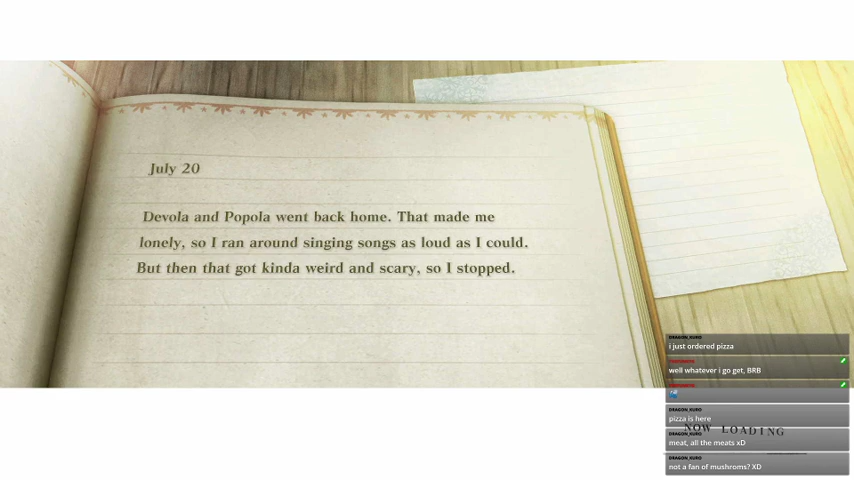 July 20
Devola and Popola went back home. That made me
lonely, so I ran around singing songs as loud as I could.
But then that got kinda weird and scary, so I stopped.
DRAGON_KURO
i just ordered pizza
well whatever i go get, BRB
DRAGON_KURO
pizza is here
NOW LOADING
DRAGON_KURO
meat, all the meats xD
DRAGON_KURO
not a fan of mushroms? XD